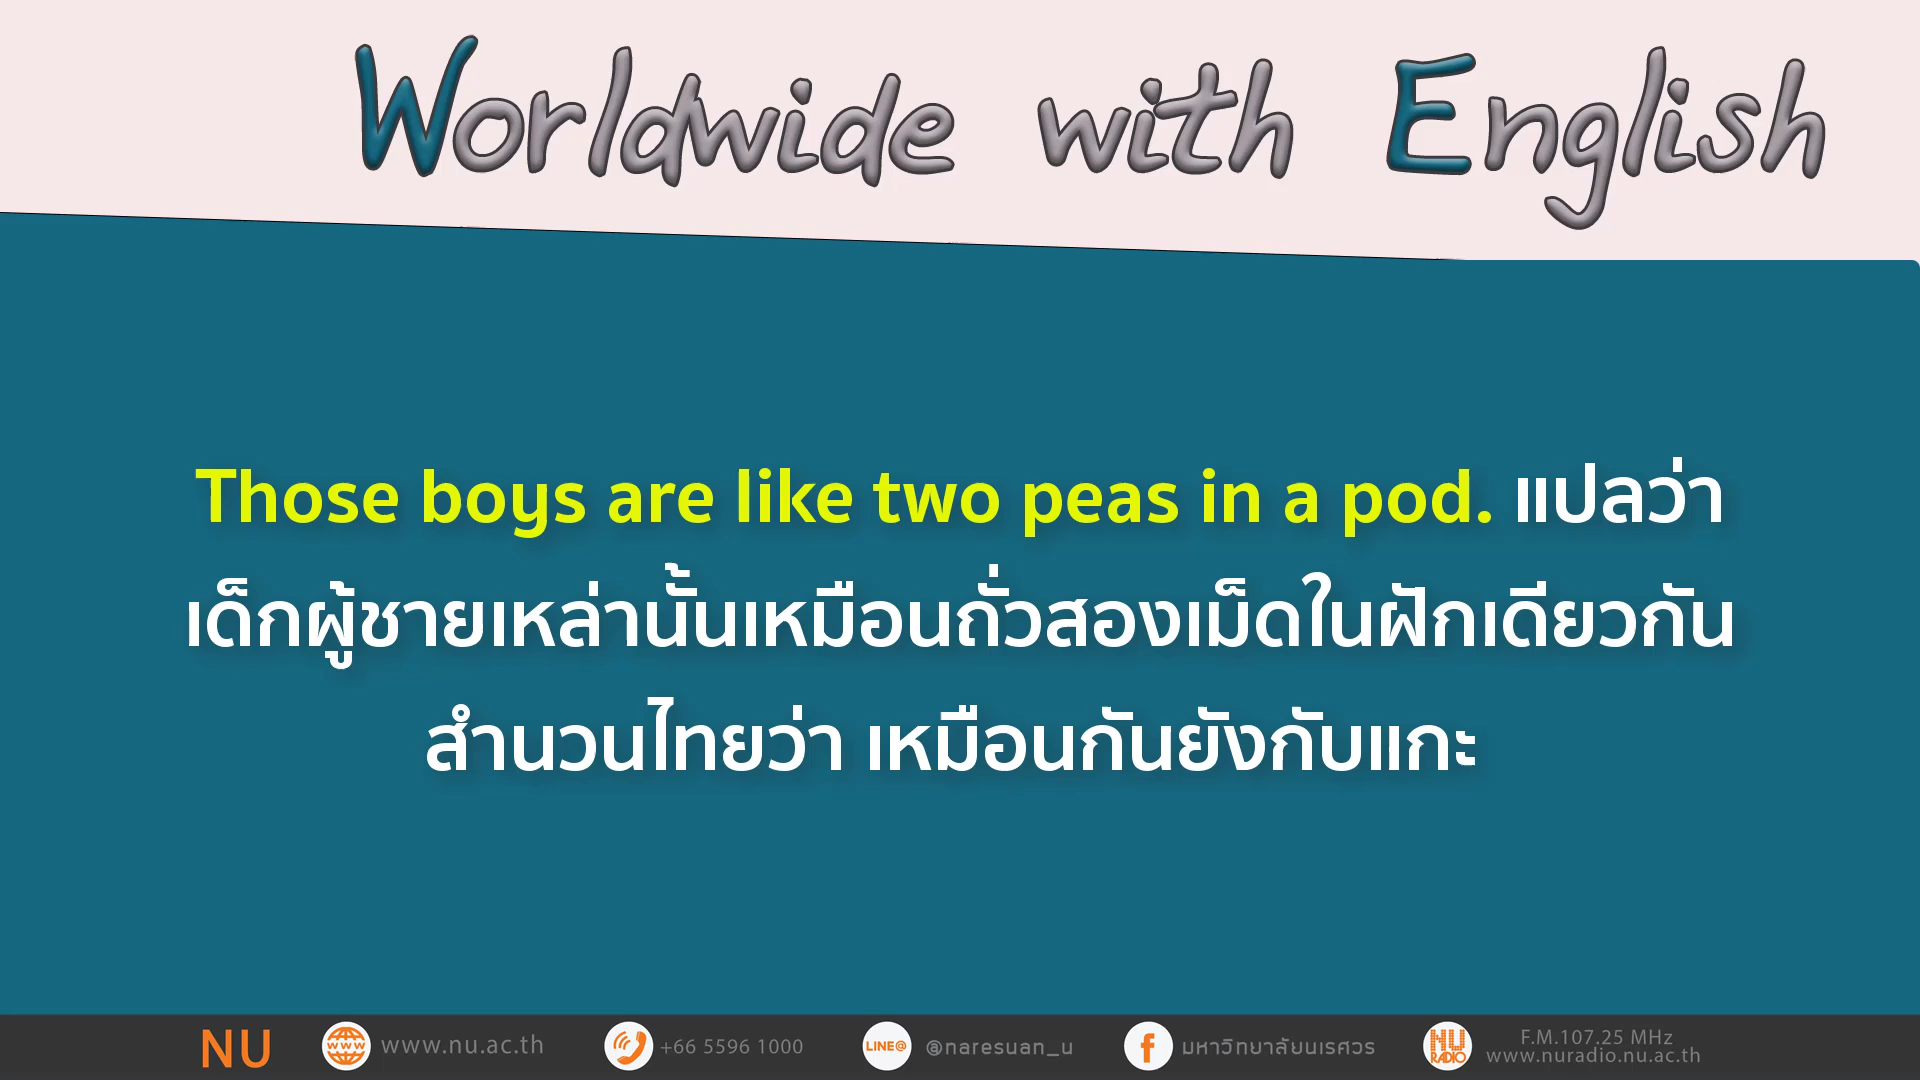 Worldwide with English
Those boys are like two peas in a pod. แปลว่า
เด็กผู้ชายเหล่านั้นเหมือนถั่วสองเม็ดในฝักเดียวกัน
สำนวนไทยว่า เหมือนกันยังกับแกะ
NU www www.nu.ac.th +66 5596 1000 LINE@ @naresuan_u f มหาวิทยาลัยนเรศวร NU RADIO F.M.107.25 MHz
www.nuradio.nu.ac.th